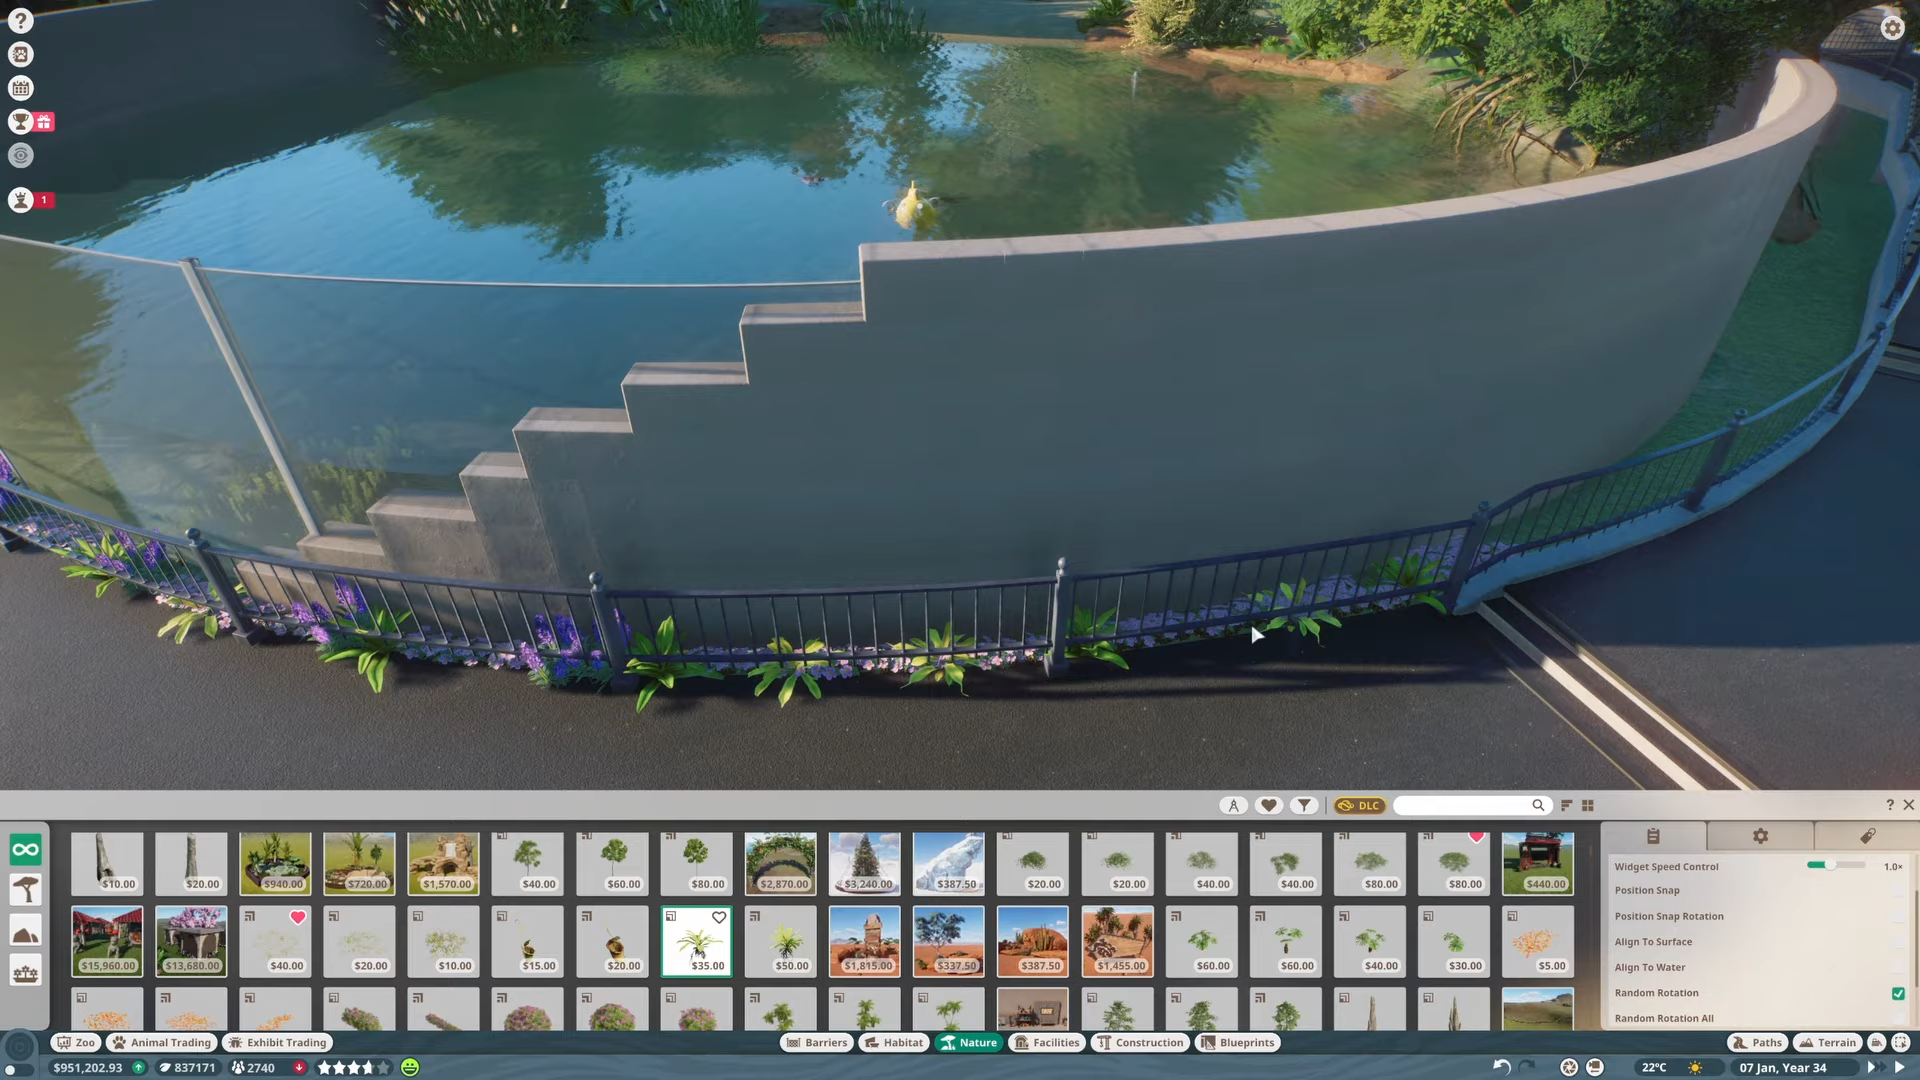 ?
1
DLC
?
$10.00 $20.00 $940.00 $720.00 $1,570.00 $40.00 $60.00 $80.00 $2,870.00 $3,240.00 $387.50 $20.00 $20.00 $40.00 $40.00 $80.00 $80.00 $440.00
$15,960.00 $13,680.00 $40.00 $20.00 $10.00 $15.00 $20.00 $35.00 $50.00 $1,815.00 $337.50 $387.50 $1,455.00 $60.00 $60.00 $40.00 $30.00 $5.00
Widget Speed Control 1.0×
Position Snap
Position Snap Rotation
Align To Surface
Align To Water
Random Rotation
Random Rotation All
Zoo Animal Trading Exhibit Trading Barriers Habitat Nature Facilities Construction Blueprints Paths Terrain
$951,202.93 837171 2740 22°C 07 Jan, Year 34